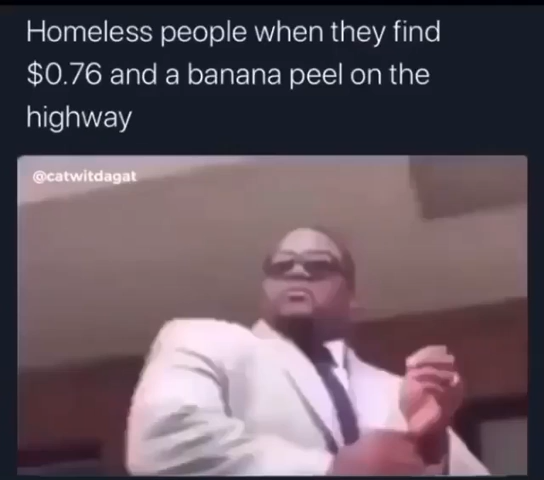 Homeless people when they find
$0.76 and a banana peel on the
highway
@catwitdagat